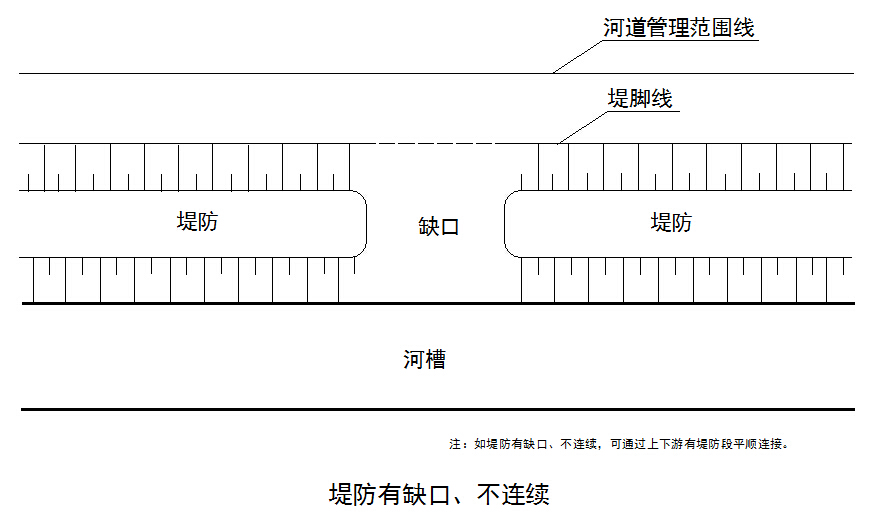 河道管理范围线
堤脚线
堤防
缺口
堤防
河槽
注：如堤防有缺口、不连续，可通过上下游有堤防段平顺连接。
堤防有缺口、不连续